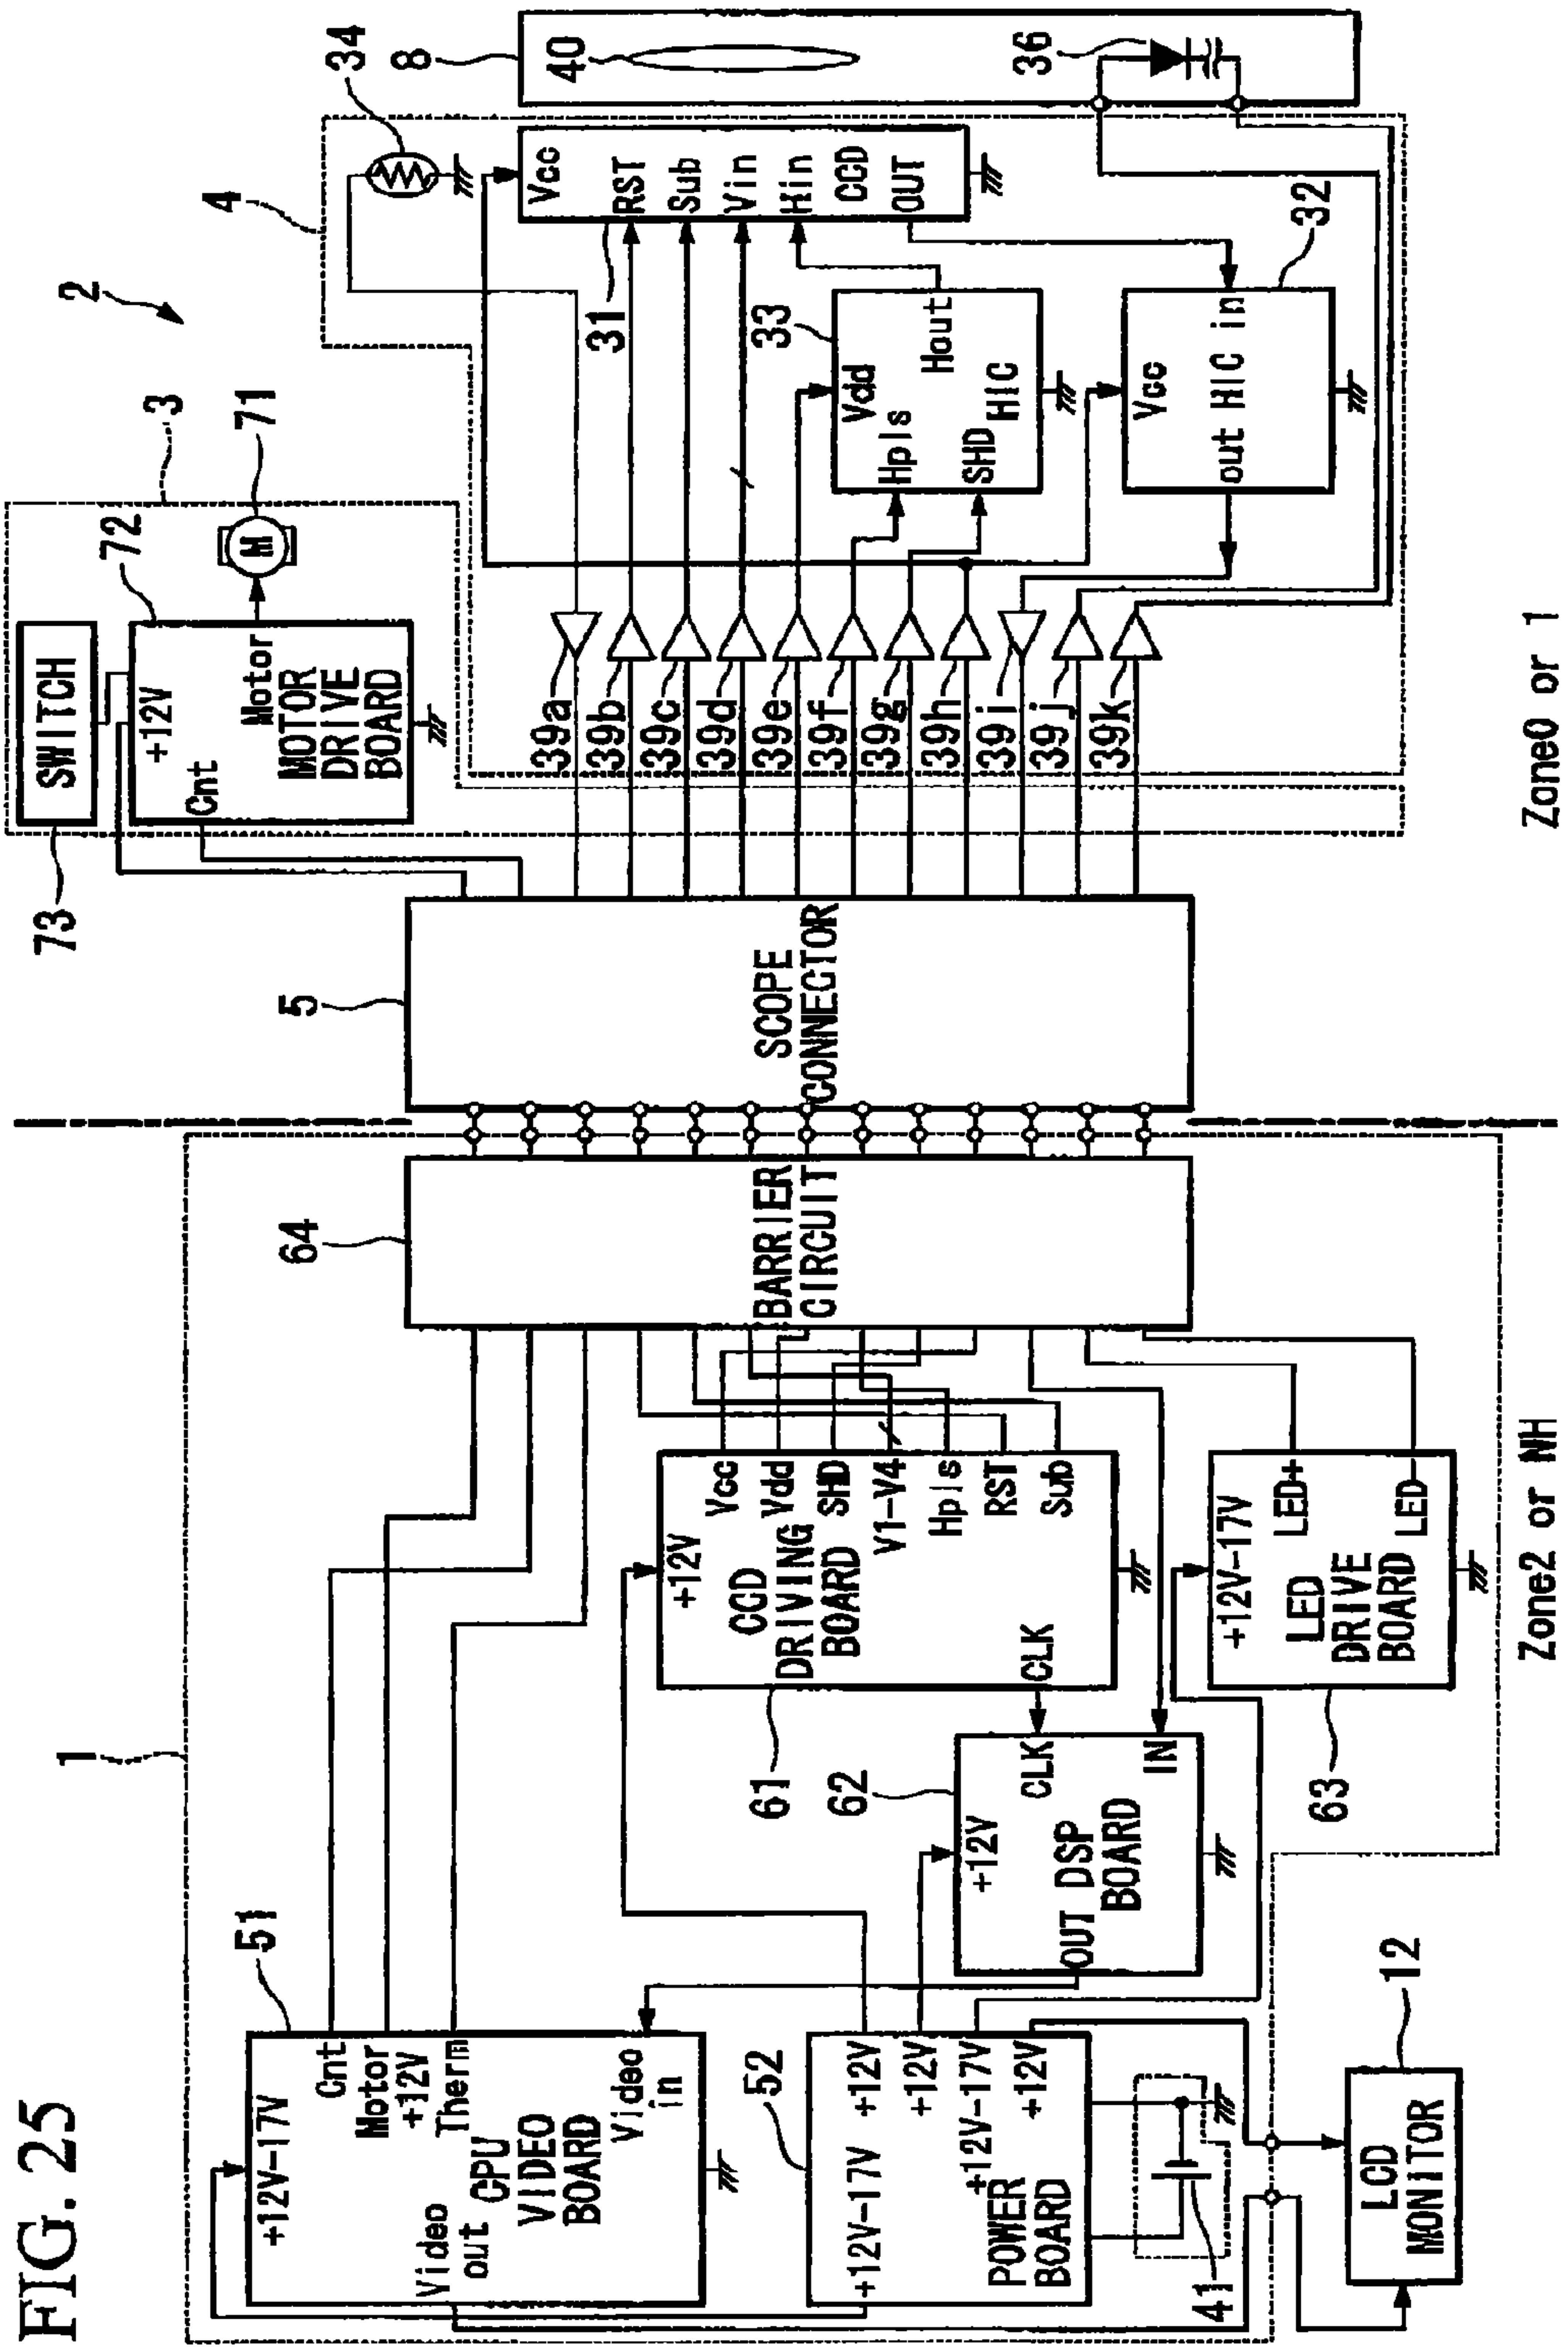 FIG. 25
1
51
+12V-17V
Cnt
Motor
+12V
Therm
Video
out
CPU
VIDEO
BOARD
Video
in
52
+12V-17V
+12V
+12V
+12V-17V
+12V
POWER
BOARD
41
12
LCD
MONITOR
61
+12V
CCD
DRIVING
BOARD
Vcc
Vdd
SHD
V1-V4
Hpls
RST
Sub
CLK
62
+12V
CLK
IN
OUT
DSP
BOARD
63
+12V-17V
LED+
LED
DRIVE
BOARD
LED-
64
BARRIER
CIRCUIT
Zone2 or NH
5
SCOPE
CONNECTOR
2
3
73
SWITCH
72
71
M
+12V
Cnt
Motor
MOTOR
DRIVE
BOARD
39a
39b
39c
39d
39e
39f
39g
39h
39i
39j
39k
4
34
31
Vcc
RST
Sub
Vin
Hin
CCD
OUT
33
Vdd
Hpls
Hout
SHD
HIC
32
Vcc
out HIC in
8
40
36
Zone0 or 1